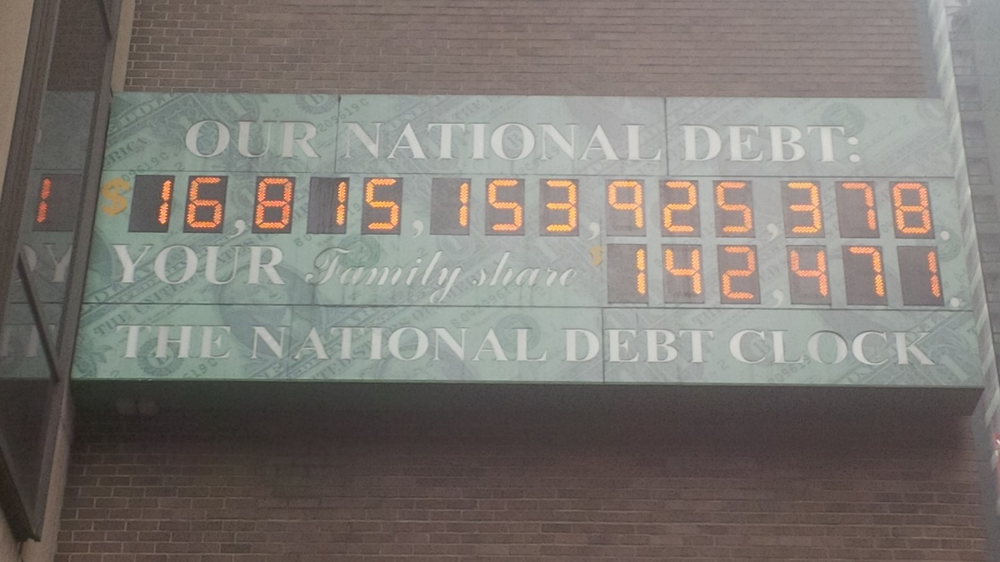 OUR NATIONAL DEBT:
$16,815,153,925,378.
YOUR Family share $142,471.
THE NATIONAL DEBT CLOCK